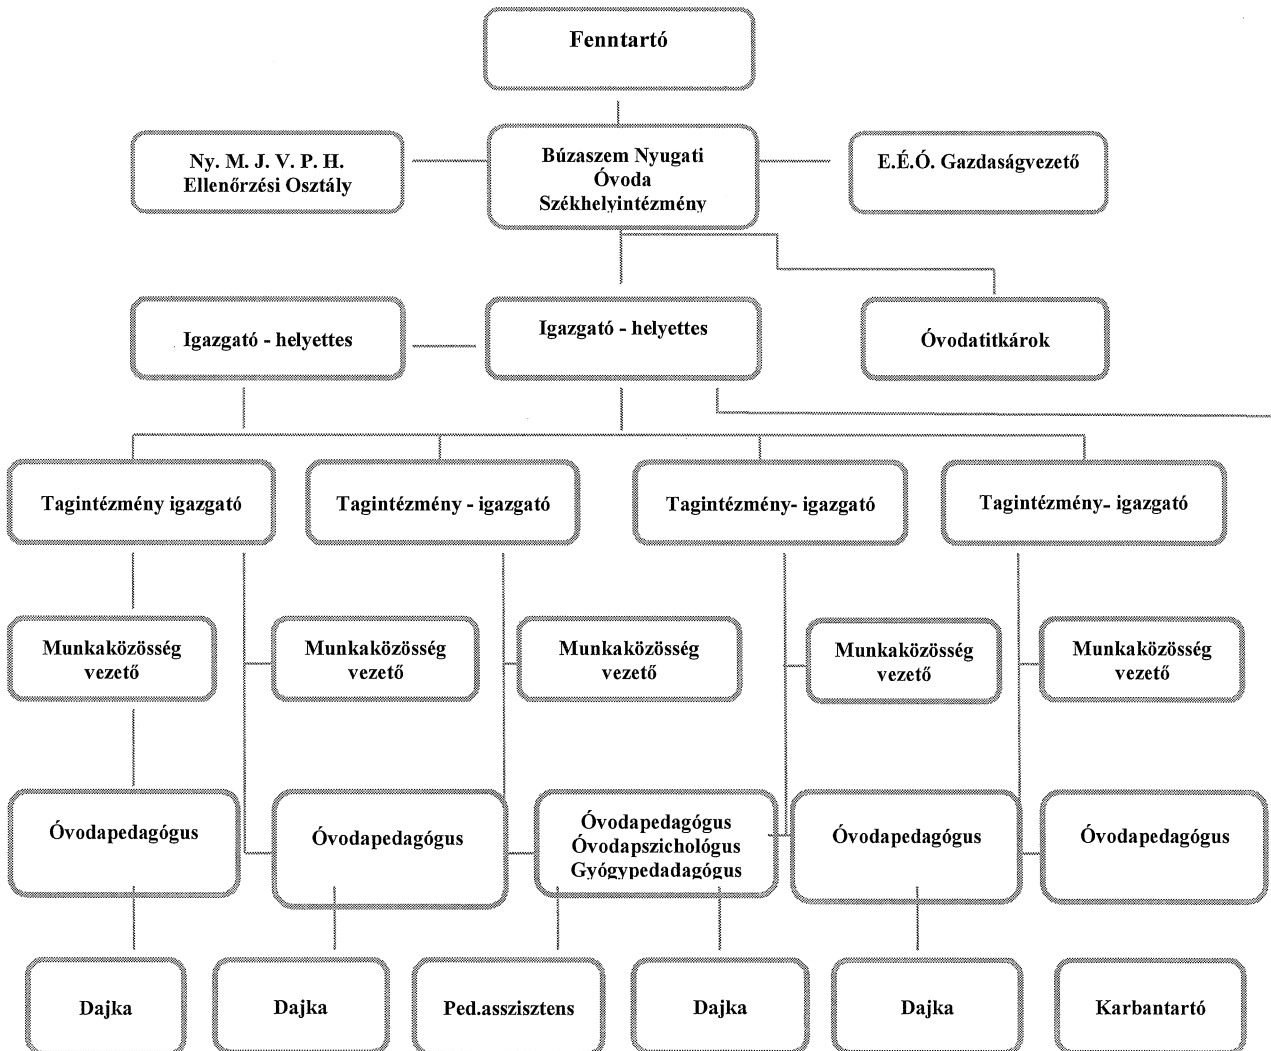 Fenntartó
Ny. M. J. V. P. H.
Ellenőrzési Osztály
Búzaszem Nyugati
Óvoda
Székhelyintézmény
E.É.Ó. Gazdaságvezető
Igazgató - helyettes
Igazgató - helyettes
Óvodatitkárok
Tagintézmény igazgató
Tagintézmény - igazgató
Tagintézmény- igazgató
Tagintézmény- igazgató
Munkaközösség
vezető
Munkaközösség
vezető
Munkaközösség
vezető
Munkaközösség
vezető
Munkaközösség
vezető
Óvodapedagógus
Óvodapedagógus
Óvodapedagógus
Óvodapszichológus
Gyógypedadagógus
Óvodapedagógus
Óvodapedagógus
Dajka
Dajka
Ped.asszisztens
Dajka
Dajka
Karbantartó